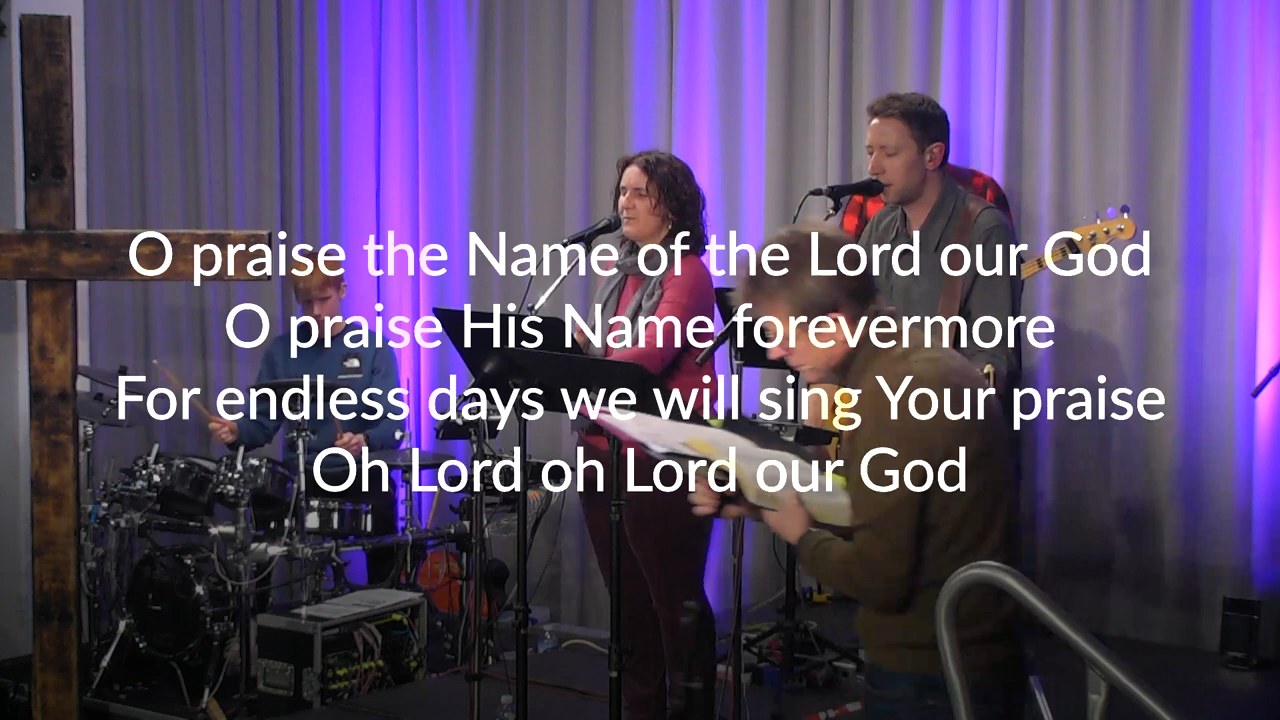 O praise the Name of the Lord our God
O praise His Name forevermore
For endless days we will sing Your praise
Oh Lord oh Lord our God